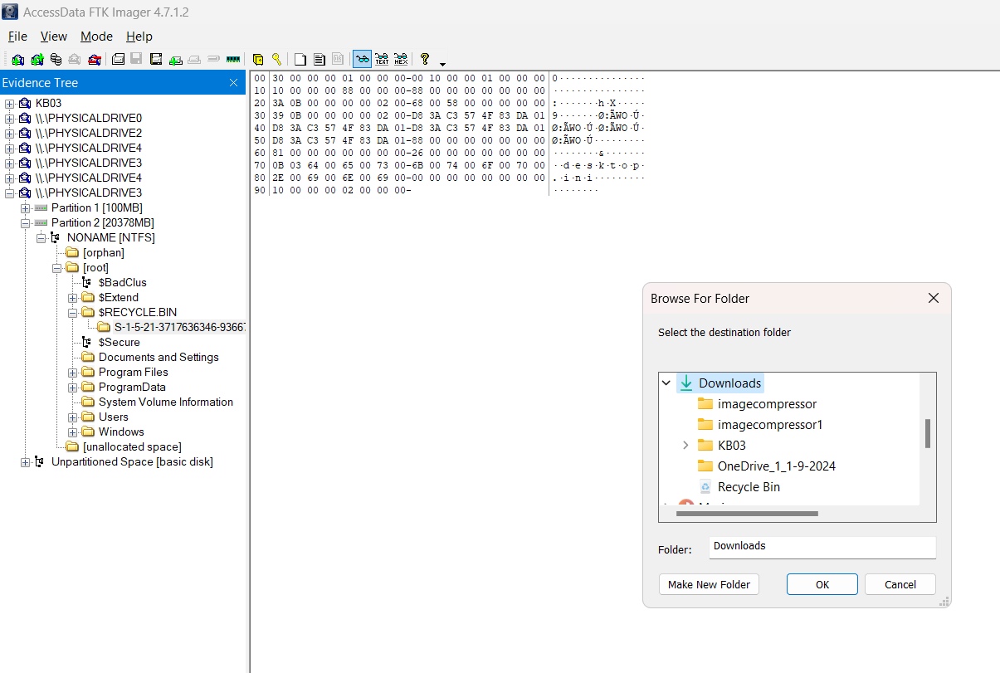 AccessData FTK Imager 4.7.1.2
File View Mode Help
Evidence Tree
KB03
\\.\PHYSICALDRIVE0
\\.\PHYSICALDRIVE2
\\.\PHYSICALDRIVE4
\\.\PHYSICALDRIVE3
\\.\PHYSICALDRIVE4
\\.\PHYSICALDRIVE3
Partition 1 [100MB]
Partition 2 [20378MB]
NONAME [NTFS]
[orphan]
[root]
$BadClus
$Extend
$RECYCLE.BIN
S-1-5-21-3717636346-93667
$Secure
Documents and Settings
Program Files
ProgramData
System Volume Information
Users
Windows
[unallocated space]
Unpartitioned Space [basic disk]
00 30 00 00 00 01 00 00 00-00 10 00 00 01 00 00 00 0···············
10 10 00 00 00 88 00 00 00-88 00 00 00 00 00 00 00 ················
20 3A 0B 00 00 00 00 02 00-68 00 58 00 00 00 00 00 :·······h·X·····
30 39 0B 00 00 00 00 02 00-D8 3A C3 57 4F 83 DA 01 9·······Ø:ÃWO·Ú·
40 D8 3A C3 57 4F 83 DA 01-D8 3A C3 57 4F 83 DA 01 Ø:ÃWO·Ú·Ø:ÃWO·Ú·
50 D8 3A C3 57 4F 83 DA 01-88 00 00 00 00 00 00 00 Ø:ÃWO·Ú·········
60 81 00 00 00 00 00 00 00-26 00 00 00 00 00 00 00 ········&·······
70 0B 03 64 00 65 00 73 00-6B 00 74 00 6F 00 70 00 ··d·e·s·k·t·o·p·
80 2E 00 69 00 6E 00 69 00-00 00 00 00 00 00 00 00 .·i·n·i·········
90 10 00 00 00 02 00 00 00- ········
Browse For Folder
Select the destination folder
Downloads
imagecompressor
imagecompressor1
KB03
OneDrive_1_1-9-2024
Recycle Bin
Folder: Downloads
Make New Folder OK Cancel